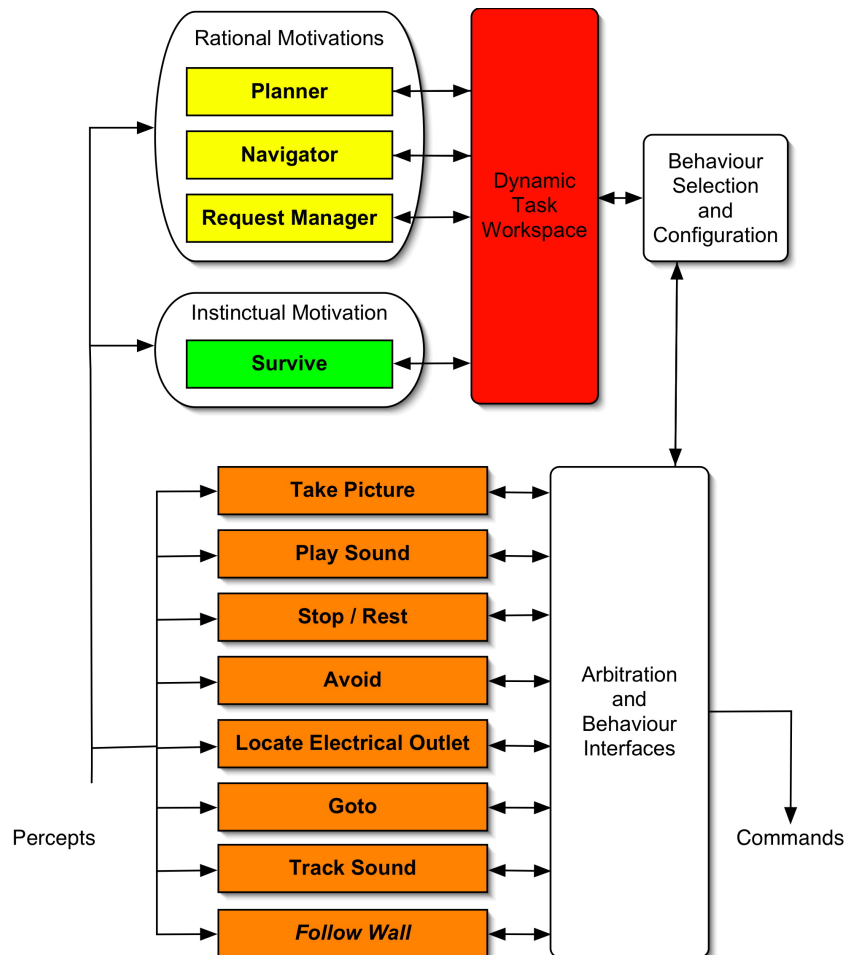 Rational Motivations
Planner
Navigator
Request Manager
Dynamic
Task
Workspace
Behaviour
Selection
and
Configuration
Instinctual Motivation
Survive
Take Picture
Play Sound
Stop / Rest
Avoid
Locate Electrical Outlet
Goto
Track Sound
Follow Wall
Arbitration
and
Behaviour
Interfaces
Percepts
Commands